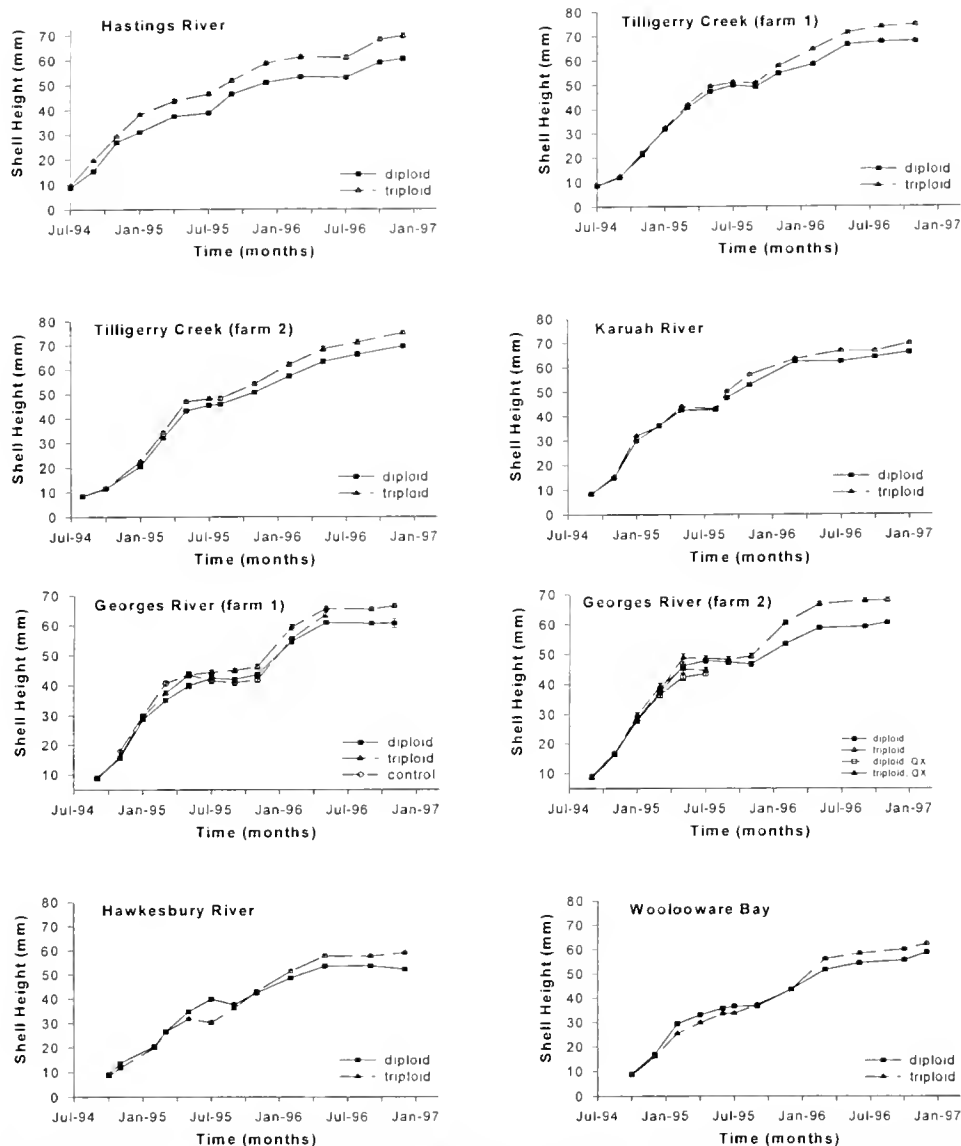 Hastings River
Shell Height (mm)
70
60
50
40
30
20
10
0
diploid
triploid
Jul-94 Jan-95 Jul-95 Jan-96 Jul-96 Jan-97
Time (months)
Tilligerry Creek (farm 1)
Shell Height (mm)
80
70
60
50
40
30
20
10
0
diploid
triploid
Jul-94 Jan-95 Jul-95 Jan-96 Jul-96 Jan-97
Time (months)
Tilligerry Creek (farm 2)
Shell Height (mm)
80
70
60
50
40
30
20
10
0
diploid
triploid
Jul-94 Jan-95 Jul-95 Jan-96 Jul-96 Jan-97
Time (months)
Karuah River
Shell Height (mm)
80
70
60
50
40
30
20
10
0
diploid
triploid
Jul-94 Jan-95 Jul-95 Jan-96 Jul-96 Jan-97
Time (months)
Georges River (farm 1)
Shell Height (mm)
70
60
50
40
30
20
10
diploid
triploid
control
Jul-94 Jan-95 Jul-95 Jan-96 Jul-96 Jan-97
Time (months)
Georges River (farm 2)
Shell Height (mm)
70
60
50
40
30
20
10
diploid
triploid
diploid, QX
triploid, QX
Jul-94 Jan-95 Jul-95 Jan-96 Jul-96 Jan-97
Time (months)
Hawkesbury River
Shell Height (mm)
80
70
60
50
40
30
20
10
0
diploid
triploid
Jul-94 Jan-95 Jul-95 Jan-96 Jul-96 Jan-97
Time (months)
Woolooware Bay
Shell Height (mm)
80
70
60
50
40
30
20
10
0
diploid
triploid
Jul-94 Jan-95 Jul-95 Jan-96 Jul-96 Jan-97
Time (months)